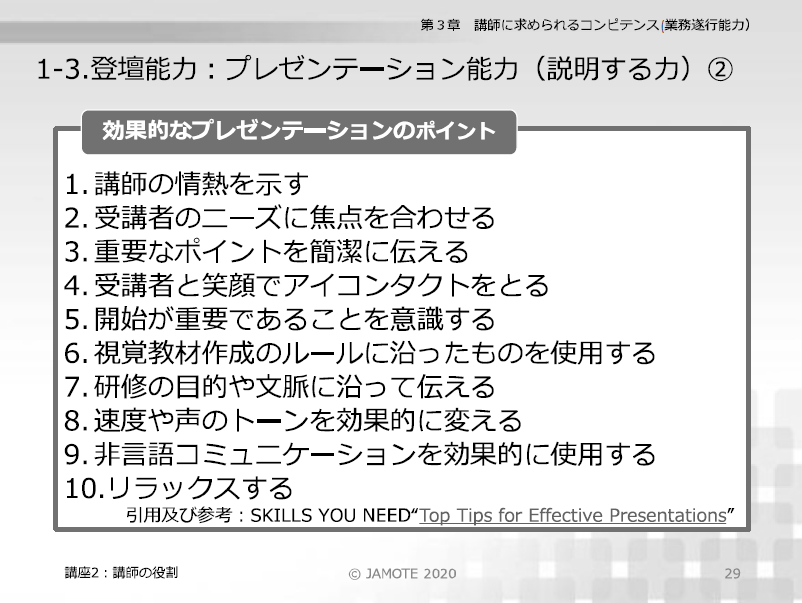 第３章　講師に求められるコンピテンス(業務遂行能力）
1-3.登壇能力：プレゼンテーション能力（説明する力）②
効果的なプレゼンテーションのポイント
1. 講師の情熱を示す
2. 受講者のニーズに焦点を合わせる
3. 重要なポイントを簡潔に伝える
4. 受講者と笑顔でアイコンタクトをとる
5. 開始が重要であることを意識する
6. 視覚教材作成のルールに沿ったものを使用する
7. 研修の目的や文脈に沿って伝える
8. 速度や声のトーンを効果的に変える
9. 非言語コミュニケーションを効果的に使用する
10.リラックスする
引用及び参考：SKILLS YOU NEED“Top Tips for Effective Presentations”
講座2：講師の役割
© JAMOTE 2020
29